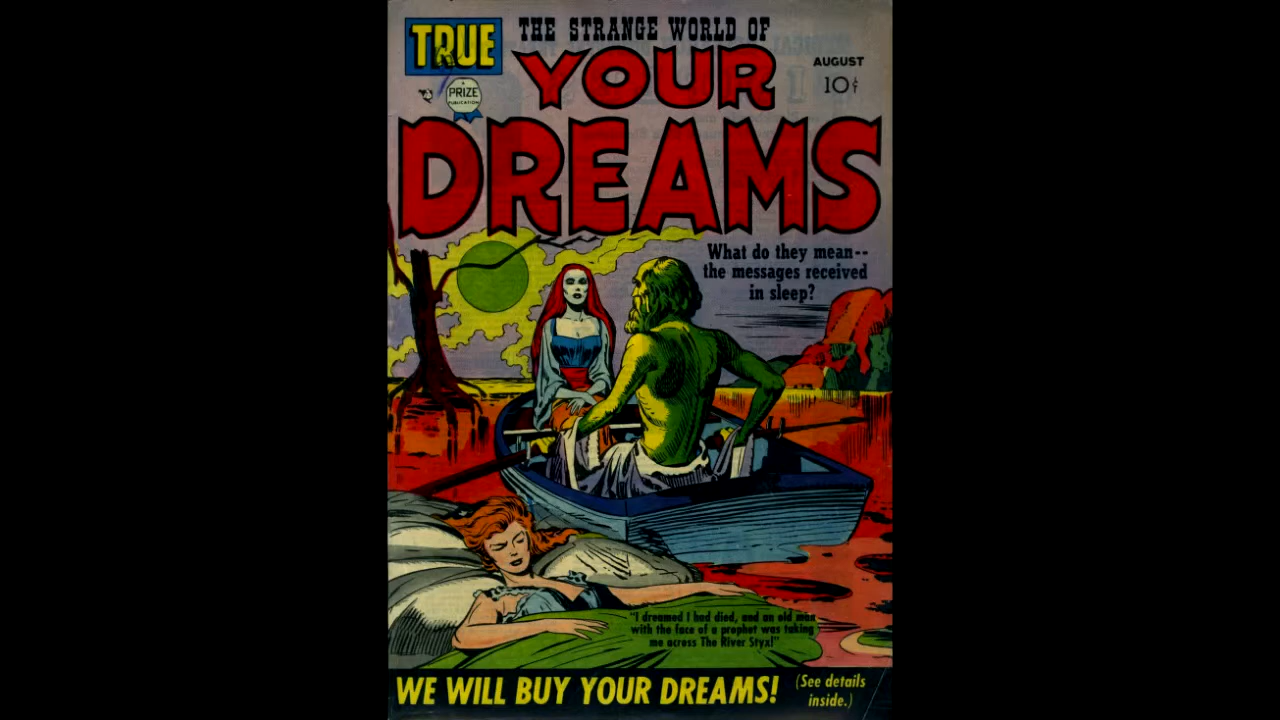 TRUE
THE STRANGE WORLD OF
YOUR
DREAMS
AUGUST
10¢
A
PRIZE
PUBLICATION
What do they mean--
the messages received
in sleep?
"I dreamed I had died, and an old man
with the face of a prophet was taking
me across The River Styx!"
WE WILL BUY YOUR DREAMS!
(See details
inside.)